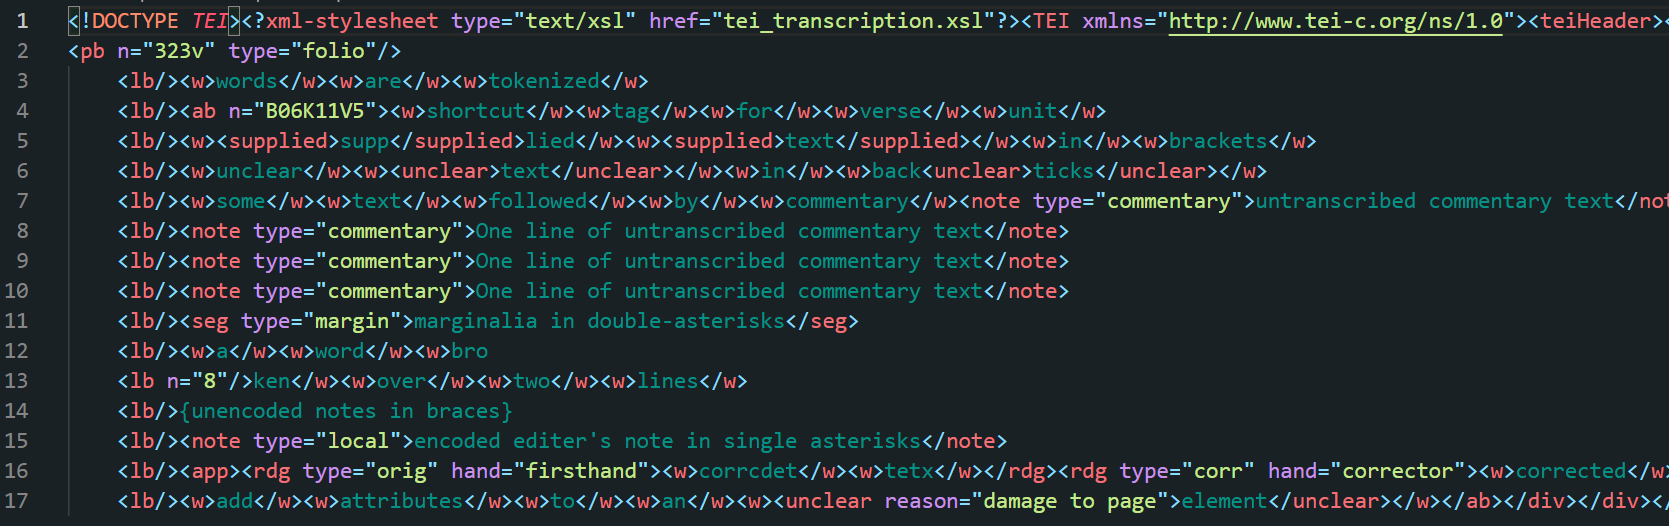 1 <!DOCTYPE TEI><?xml-stylesheet type="text/xsl" href="tei_transcription.xsl"?><TEI xmlns="http://www.tei-c.org/ns/1.0"><teiHeader><
2 <pb n="323v" type="folio"/>
3 <lb/><w>words</w><w>are</w><w>tokenized</w>
4 <lb/><ab n="B06K11V5"><w>shortcut</w><w>tag</w><w>for</w><w>verse</w><w>unit</w>
5 <lb/><w><supplied>supp</supplied>lied</w><w><supplied>text</supplied></w><w>in</w><w>brackets</w>
6 <lb/><w>unclear</w><w><unclear>text</unclear></w><w>in</w><w>back<unclear>ticks</unclear></w>
7 <lb/><w>some</w><w>text</w><w>followed</w><w>by</w><w>commentary</w><note type="commentary">untranscribed commentary text</not
8 <lb/><note type="commentary">One line of untranscribed commentary text</note>
9 <lb/><note type="commentary">One line of untranscribed commentary text</note>
10 <lb/><note type="commentary">One line of untranscribed commentary text</note>
11 <lb/><seg type="margin">marginalia in double-asterisks</seg>
12 <lb/><w>a</w><w>word</w><w>bro
13 <lb n="8"/>ken</w><w>over</w><w>two</w><w>lines</w>
14 <lb/>{unencoded notes in braces}
15 <lb/><note type="local">encoded editer's note in single asterisks</note>
16 <lb/><app><rdg type="orig" hand="firsthand"><w>corrcdet</w><w>tetx</w></rdg><rdg type="corr" hand="corrector"><w>corrected</w>
17 <lb/><w>add</w><w>attributes</w><w>to</w><w>an</w><w><unclear reason="damage to page">element</unclear></w></ab></div></div></